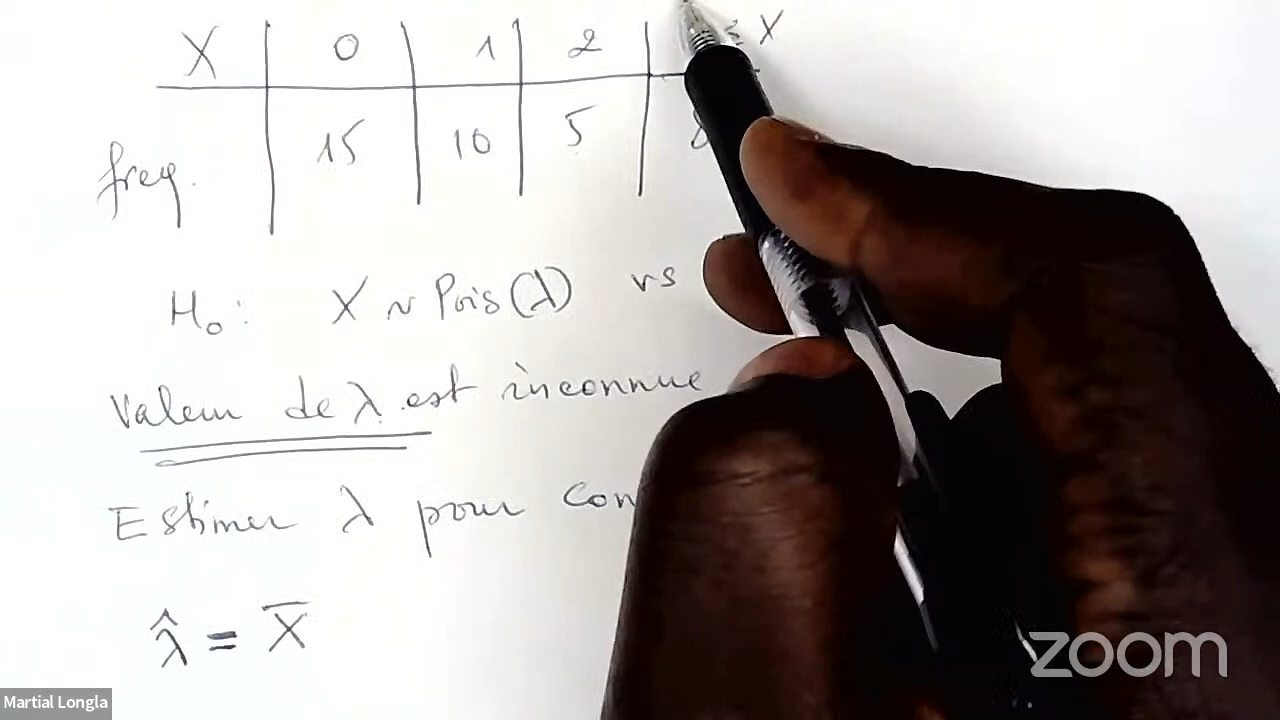 X 0 1 2 ≤ X
freq. 15 10 5
H₀ : X ~ Pois(λ) vs
Valeur de λ est inconnue
Estimer λ pour
λ̂ = X̄
zoom
Martial Longla